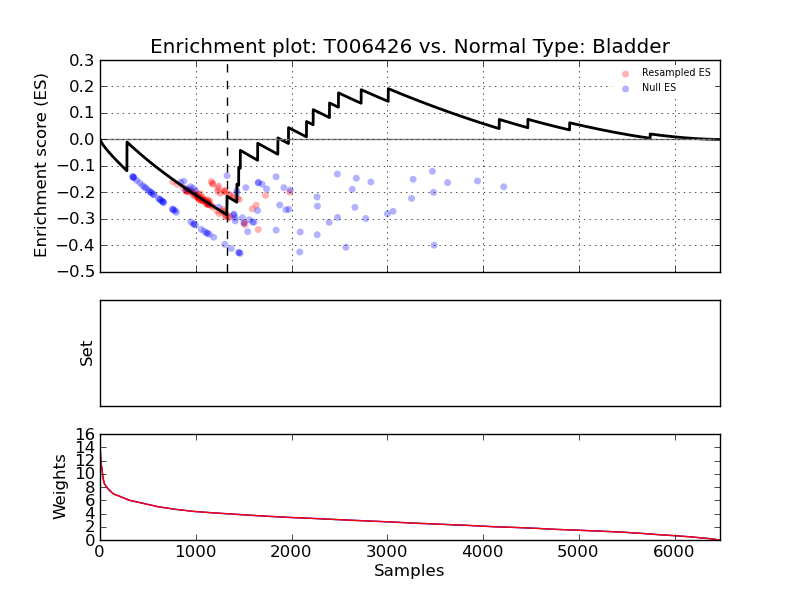 Enrichment plot: T006426 vs. Normal Type: Bladder
Enrichment score (ES)
0.3
0.2
0.1
0.0
−0.1
−0.2
−0.3
−0.4
−0.5
Resampled ES
Null ES
Set
Weights
16
14
12
10
8
6
4
2
0
0 1000 2000 3000 4000 5000 6000
Samples